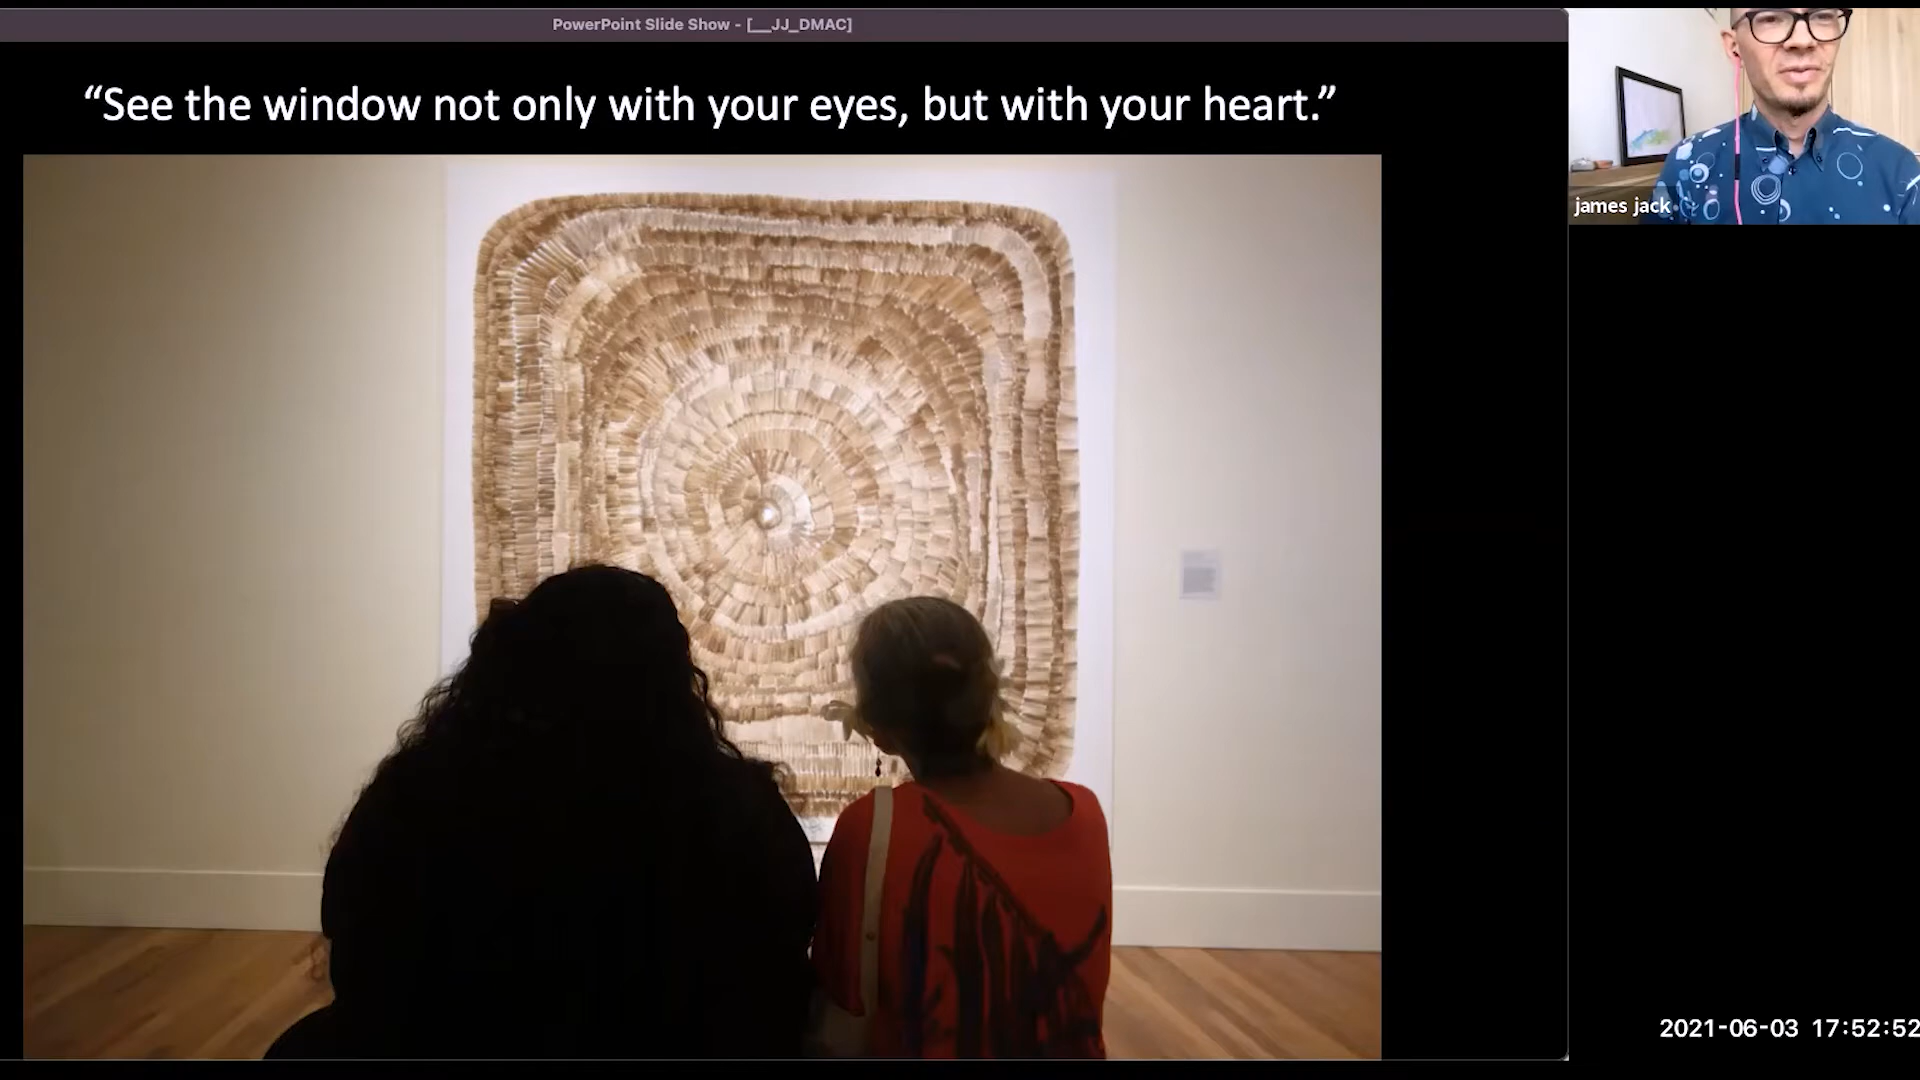 PowerPoint Slide Show - [__JJ_DMAC]
“See the window not only with your eyes, but with your heart.”
james jack
2021-06-03 17:52:52